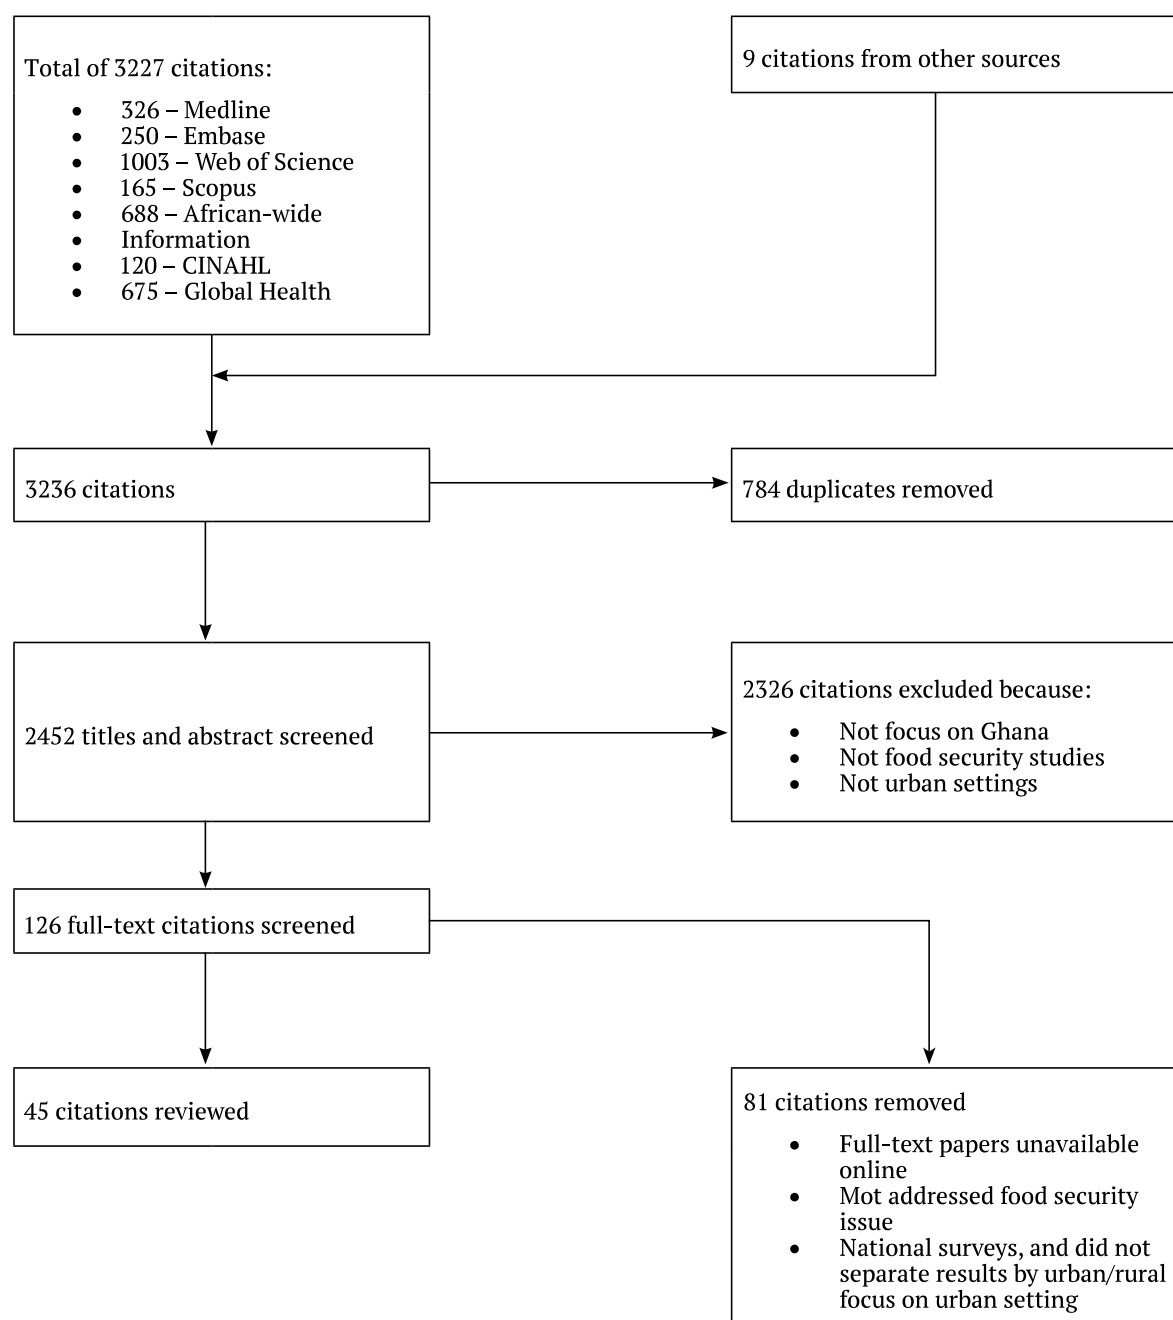 Total of 3227 citations:
• 326 – Medline
• 250 – Embase
• 1003 – Web of Science
• 165 – Scopus
• 688 – African-wide
• Information
• 120 – CINAHL
• 675 – Global Health
9 citations from other sources
3236 citations
784 duplicates removed
2452 titles and abstract screened
2326 citations excluded because:
• Not focus on Ghana
• Not food security studies
• Not urban settings
126 full-text citations screened
45 citations reviewed
81 citations removed
• Full-text papers unavailable
online
• Mot addressed food security
issue
• National surveys, and did not
separate results by urban/rural
focus on urban setting